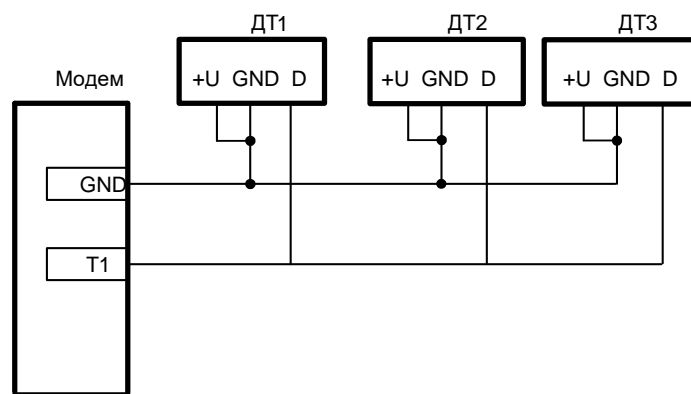 ДТ1 ДТ2 ДТ3
Модем
+U GND D +U GND D +U GND D
GND
T1